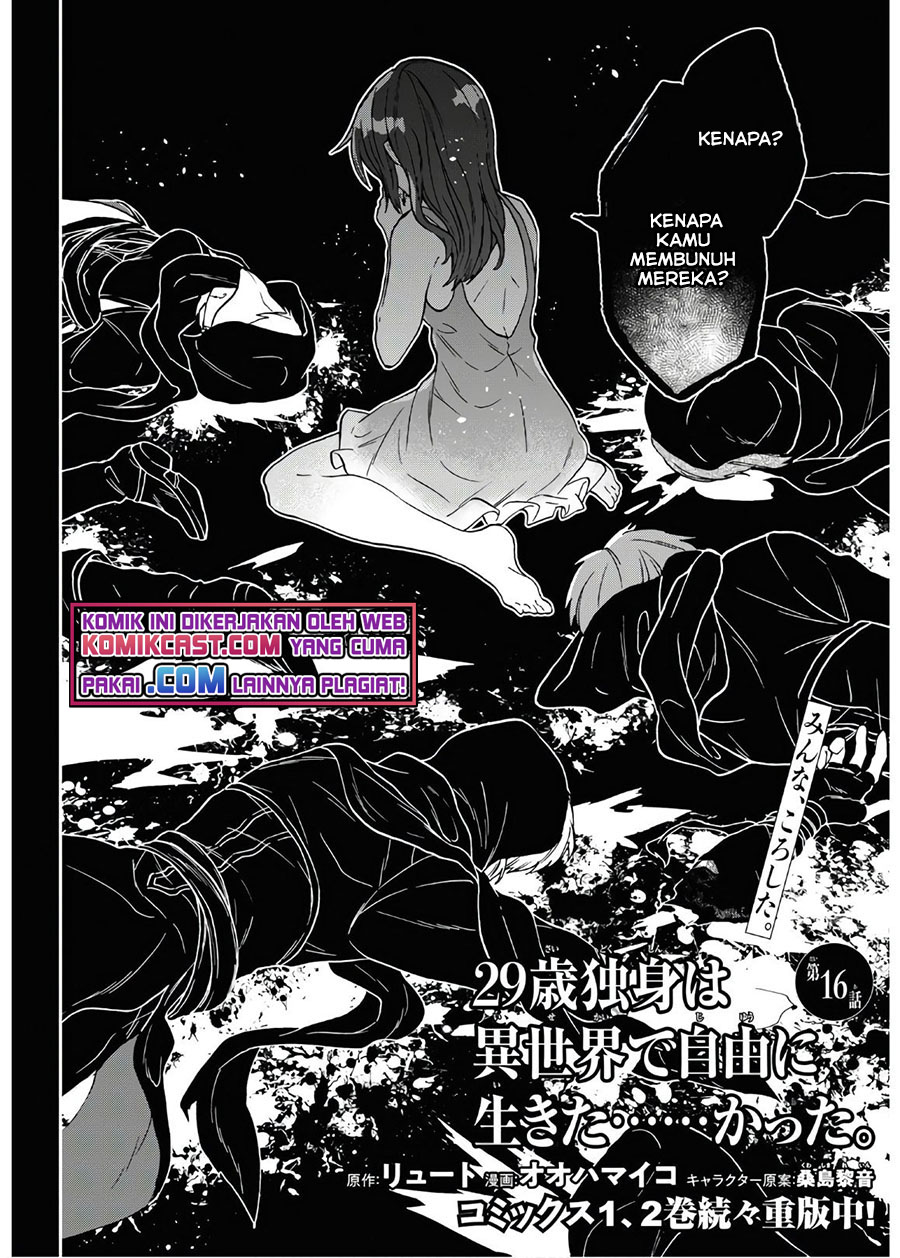 KENAPA?
KENAPA
KAMU
MEMBUNUH
MEREKA?
KOMIK INI DIKERJAKAN OLEH WEB
KOMIKCAST.COM YANG CUMA
PAKAI .COM LAINNYA PLAGIAT!
みんな、ころした。
第16話
29歳独身は
異世界で自由に
生きた……かった。
原作:リュート 漫画:オオハマイコ キャラクター原案:桑島黎音
コミックス1、2巻続々重版中!